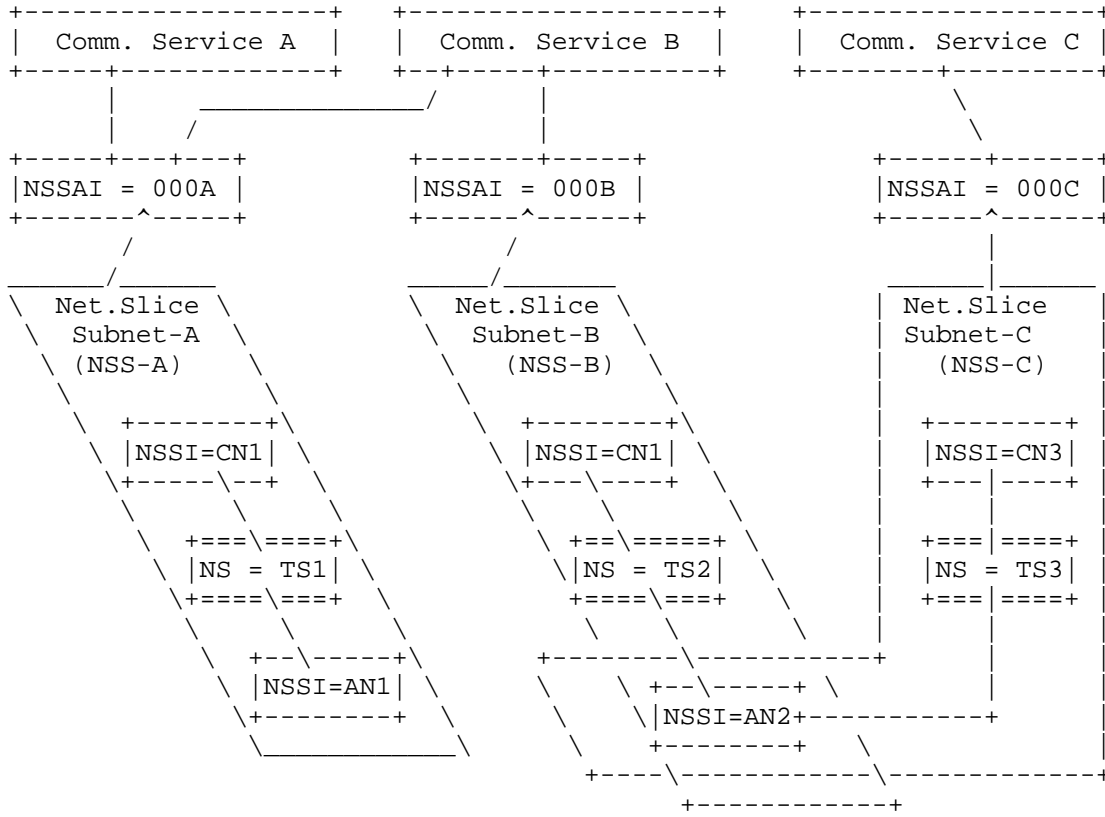 Comm. Service A Comm. Service B Comm. Service C
NSSAI = 000A NSSAI = 000B NSSAI = 000C
Net.Slice Net.Slice Net.Slice
Subnet-A Subnet-B Subnet-C
(NSS-A) (NSS-B) (NSS-C)
NSSI=CN1 NSSI=CN1 NSSI=CN3
NS = TS1 NS = TS2 NS = TS3
NSSI=AN1
NSSI=AN2